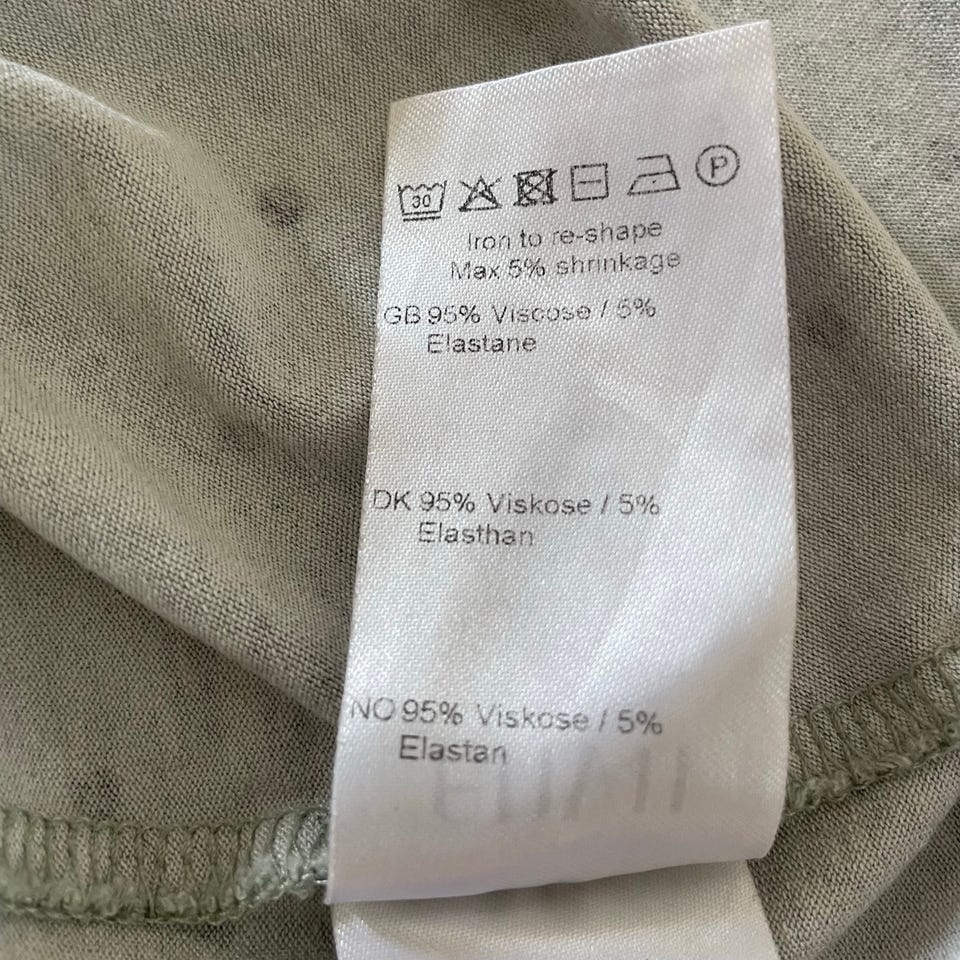 30 P
Iron to re-shape
Max 5% shrinkage
GB 95% Viscose / 5%
Elastane
DK 95% Viskose / 5%
Elasthan
NO 95% Viskose / 5%
Elastan